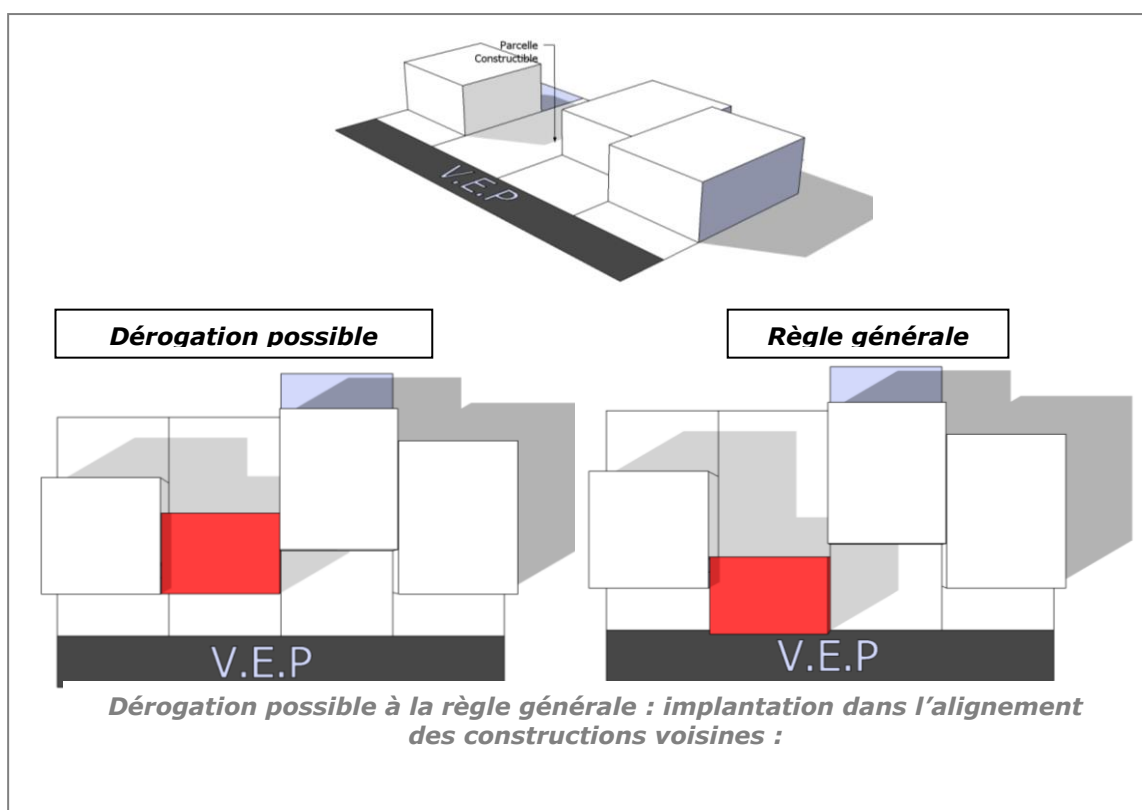 Parcelle
Constructible
V.E.P
Dérogation possible
Règle générale
V.E.P
V.E.P
Dérogation possible à la règle générale : implantation dans l’alignement
des constructions voisines :